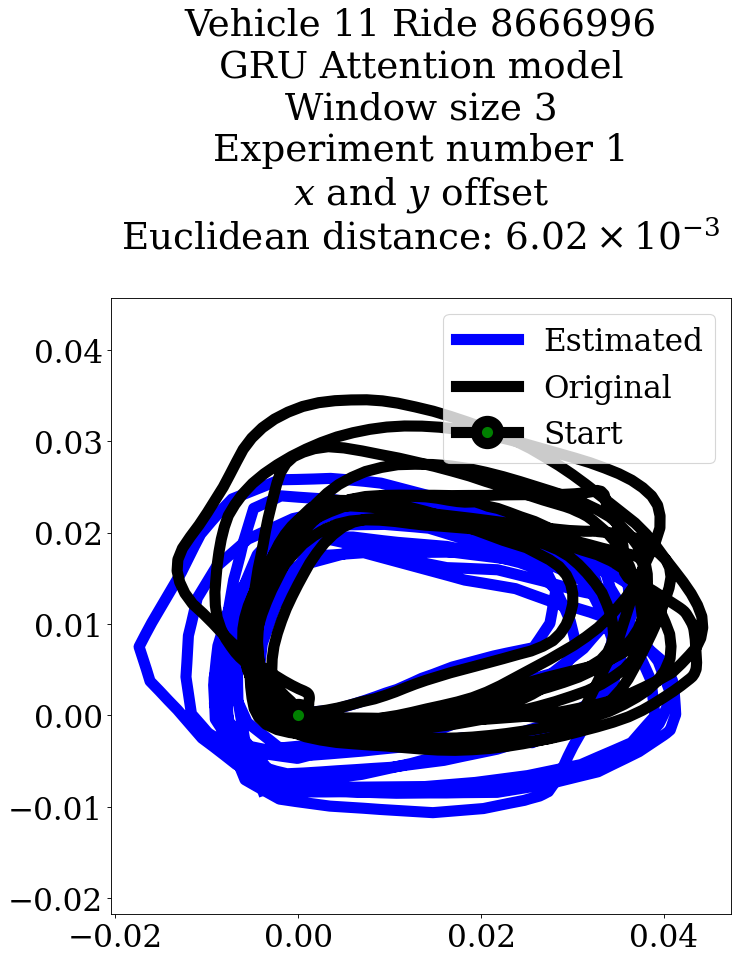 Vehicle 11 Ride 8666996
GRU Attention model
Window size 3
Experiment number 1
x and y offset
Euclidean distance: 6.02 × 10⁻³
Estimated
Original
Start
0.04
0.03
0.02
0.01
0.00
−0.01
−0.02
−0.02 0.00 0.02 0.04